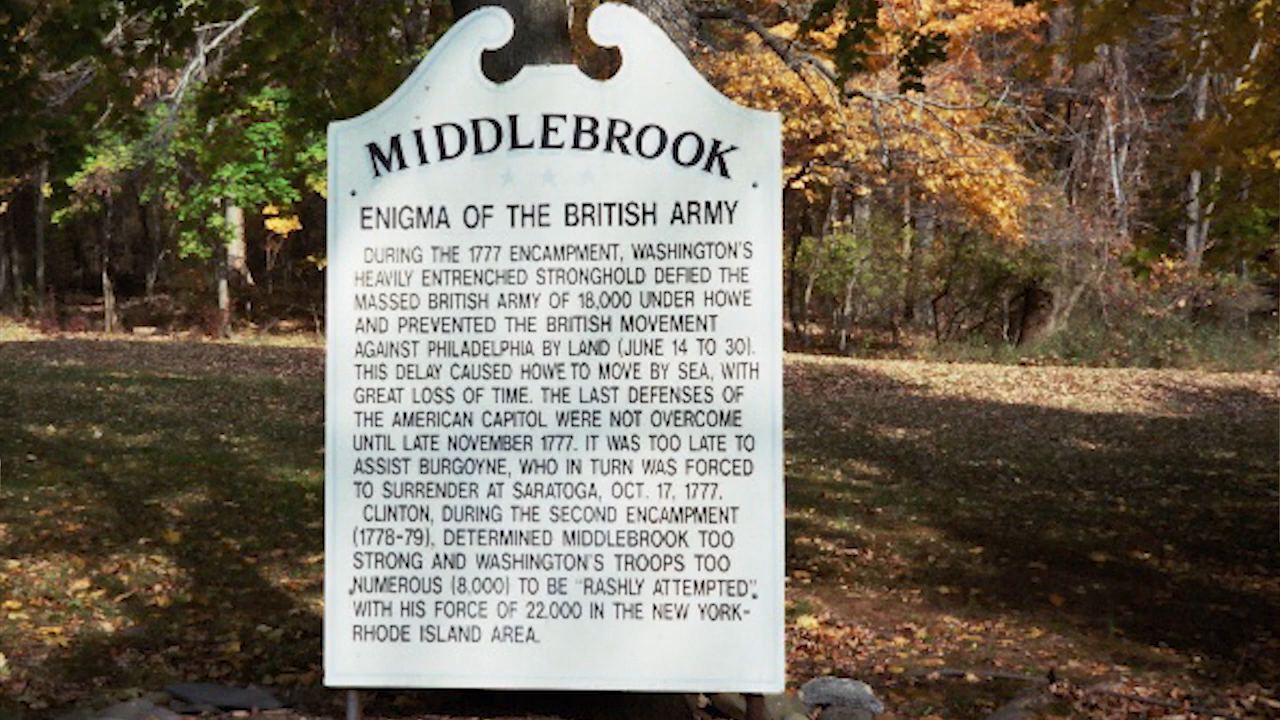 MIDDLEBROOK
ENIGMA OF THE BRITISH ARMY
DURING THE 1777 ENCAMPMENT, WASHINGTON'S
HEAVILY ENTRENCHED STRONGHOLD DEFIED THE
MASSED BRITISH ARMY OF 18,000 UNDER HOWE
AND PREVENTED THE BRITISH MOVEMENT
AGAINST PHILADELPHIA BY LAND (JUNE 14 TO 30).
THIS DELAY CAUSED HOWE TO MOVE BY SEA, WITH
GREAT LOSS OF TIME. THE LAST DEFENSES OF
THE AMERICAN CAPITOL WERE NOT OVERCOME
UNTIL LATE NOVEMBER 1777. IT WAS TOO LATE TO
ASSIST BURGOYNE, WHO IN TURN WAS FORCED
TO SURRENDER AT SARATOGA, OCT. 17, 1777.
CLINTON, DURING THE SECOND ENCAMPMENT
(1778-79), DETERMINED MIDDLEBROOK TOO
STRONG AND WASHINGTON'S TROOPS TOO
NUMEROUS (8,000) TO BE "RASHLY ATTEMPTED".
WITH HIS FORCE OF 22,000 IN THE NEW YORK-
RHODE ISLAND AREA.